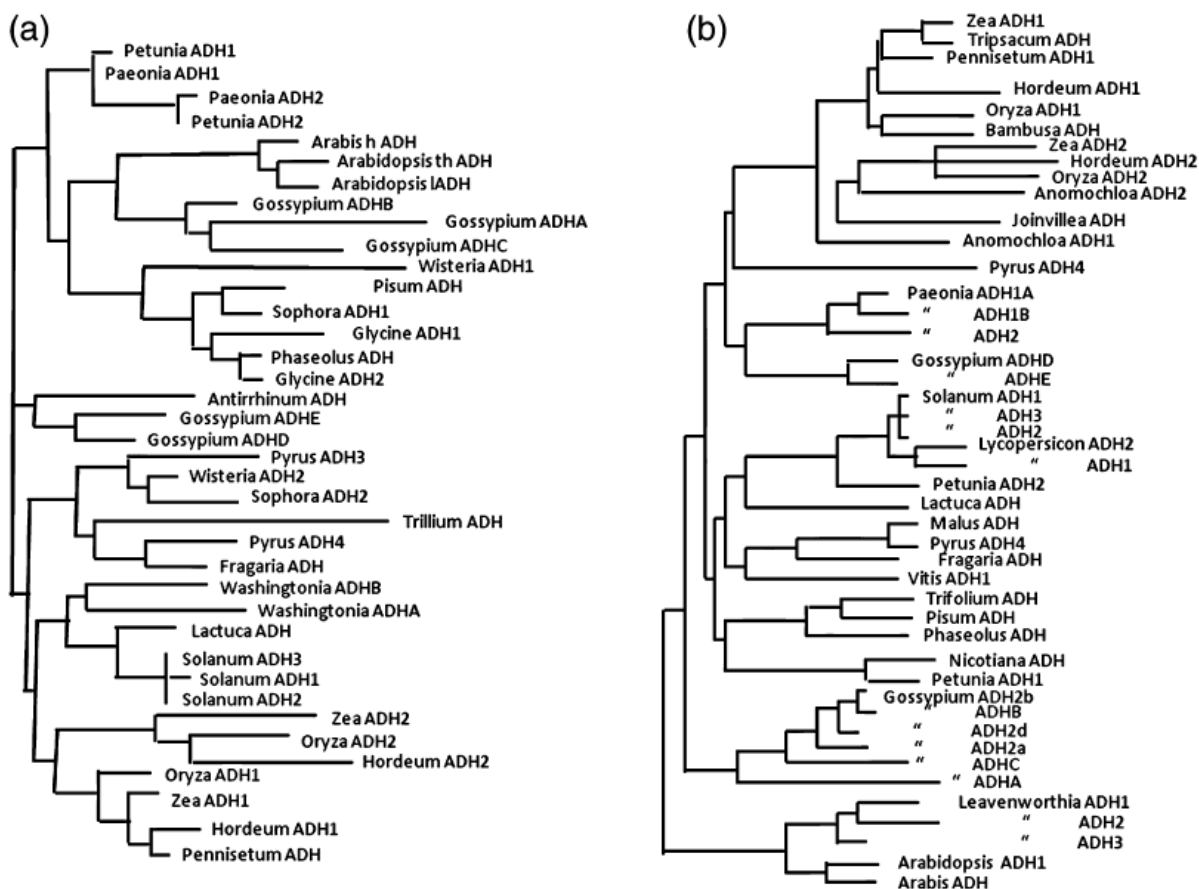 (a)
Petunia ADH1
Paeonia ADH1
Paeonia ADH2
Petunia ADH2
Arabis h ADH
Arabidopsis th ADH
Arabidopsis lADH
Gossypium ADHB
Gossypium ADHA
Gossypium ADHC
Wisteria ADH1
Pisum ADH
Sophora ADH1
Glycine ADH1
Phaseolus ADH
Glycine ADH2
Antirrhinum ADH
Gossypium ADHE
Gossypium ADHD
Pyrus ADH3
Wisteria ADH2
Sophora ADH2
Trillium ADH
Pyrus ADH4
Fragaria ADH
Washingtonia ADHB
Washingtonia ADHA
Lactuca ADH
Solanum ADH3
Solanum ADH1
Solanum ADH2
Zea ADH2
Oryza ADH2
Hordeum ADH2
Oryza ADH1
Zea ADH1
Hordeum ADH1
Pennisetum ADH
(b)
Zea ADH1
Tripsacum ADH
Pennisetum ADH1
Hordeum ADH1
Oryza ADH1
Bambusa ADH
Zea ADH2
Hordeum ADH2
Oryza ADH2
Anomochloa ADH2
Joinvillea ADH
Anomochloa ADH1
Pyrus ADH4
Paeonia ADH1A
“ ADH1B
“ ADH2
Gossypium ADHD
“ ADHE
Solanum ADH1
“ ADH3
“ ADH2
Lycopersicon ADH2
“ ADH1
Petunia ADH2
Lactuca ADH
Malus ADH
Pyrus ADH4
Fragaria ADH
Vitis ADH1
Trifolium ADH
Pisum ADH
Phaseolus ADH
Nicotiana ADH
Petunia ADH1
Gossypium ADH2b
“ ADHB
“ ADH2d
“ ADH2a
“ ADHC
“ ADHA
Leavenworthia ADH1
“ ADH2
“ ADH3
Arabidopsis ADH1
Arabis ADH